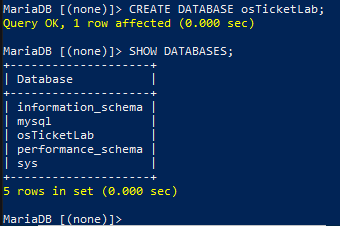 MariaDB [(none)]> CREATE DATABASE osTicketLab;
Query OK, 1 row affected (0.000 sec)
MariaDB [(none)]> SHOW DATABASES;
+--------------------+
| Database           |
+--------------------+
| information_schema |
| mysql              |
| osTicketLab        |
| performance_schema |
| sys                |
+--------------------+
5 rows in set (0.000 sec)
MariaDB [(none)]>